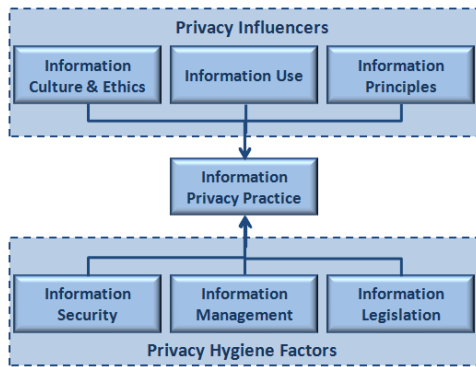 Privacy Influencers
Information
Culture & Ethics
Information Use
Information
Principles
Information
Privacy Practice
Information
Security
Information
Management
Information
Legislation
Privacy Hygiene Factors